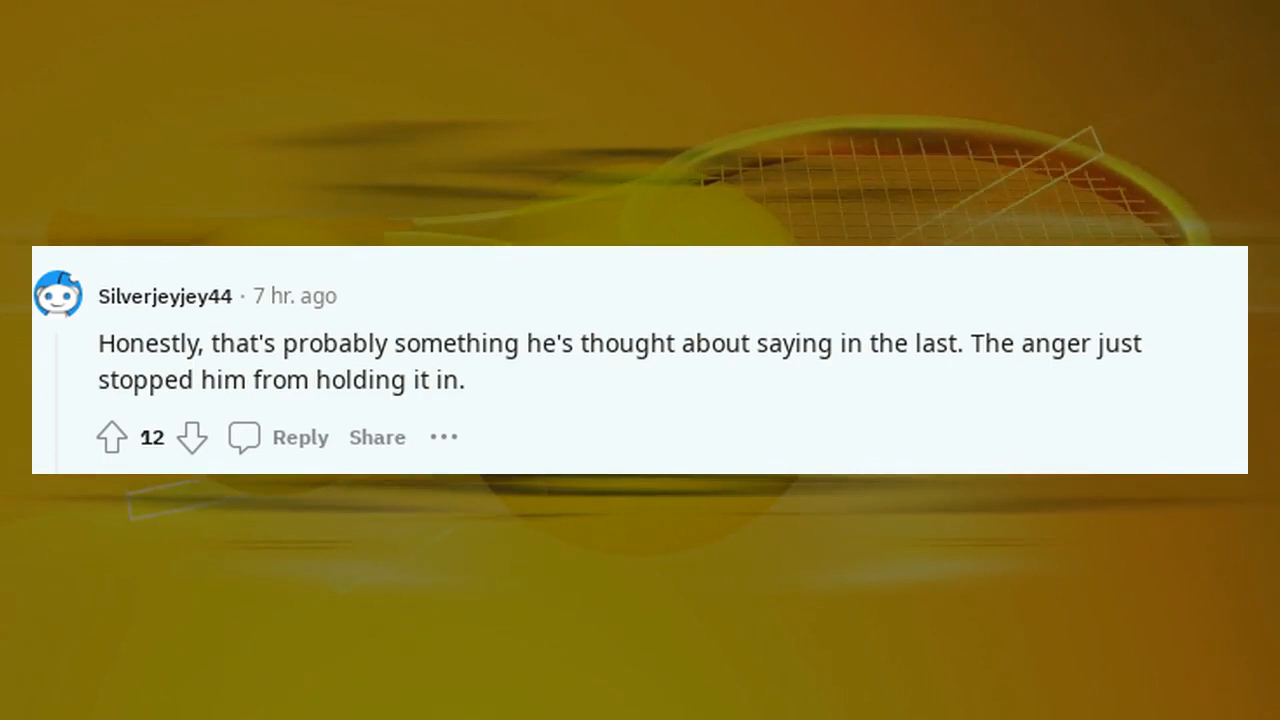 Silverjeyjey44 · 7 hr. ago
Honestly, that's probably something he's thought about saying in the last. The anger just
stopped him from holding it in.
12 Reply Share •••